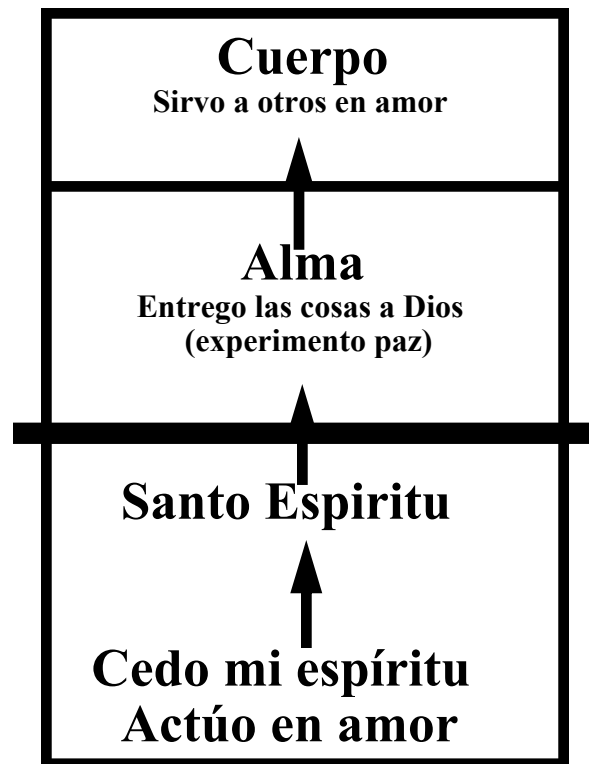 Cuerpo
Sirvo a otros en amor
Alma
Entrego las cosas a Dios
(experimento paz)
Santo Espiritu
Cedo mi espíritu
Actúo en amor